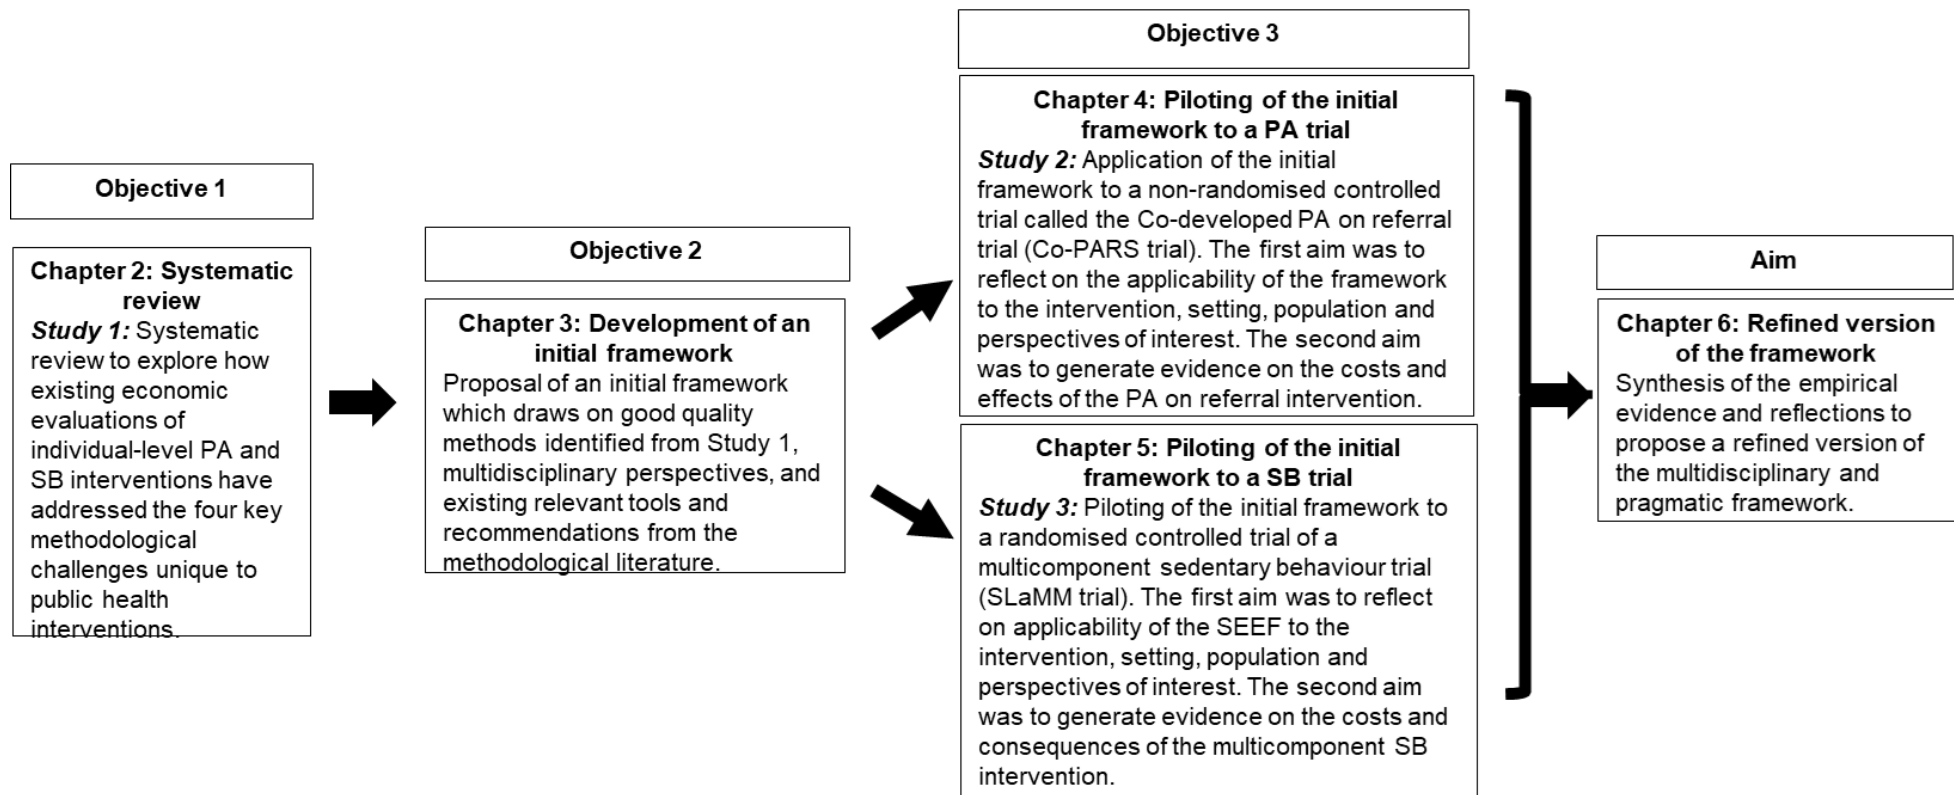 Objective 1
Chapter 2: Systematic
review
Study 1: Systematic
review to explore how
existing economic
evaluations of
individual-level PA and
SB interventions have
addressed the four key
methodological
challenges unique to
public health
interventions.
Objective 2
Chapter 3: Development of an
initial framework
Proposal of an initial framework
which draws on good quality
methods identified from Study 1,
multidisciplinary perspectives, and
existing relevant tools and
recommendations from the
methodological literature.
Objective 3
Chapter 4: Piloting of the initial
framework to a PA trial
Study 2: Application of the initial
framework to a non-randomised controlled
trial called the Co-developed PA on referral
trial (Co-PARS trial). The first aim was to
reflect on the applicability of the framework
to the intervention, setting, population and
perspectives of interest. The second aim
was to generate evidence on the costs and
effects of the PA on referral intervention.
Chapter 5: Piloting of the initial
framework to a SB trial
Study 3: Piloting of the initial framework to
a randomised controlled trial of a
multicomponent sedentary behaviour trial
(SLaMM trial). The first aim was to reflect
on applicability of the SEEF to the
intervention, setting, population and
perspectives of interest. The second aim
was to generate evidence on the costs and
consequences of the multicomponent SB
intervention.
Aim
Chapter 6: Refined version
of the framework
Synthesis of the empirical
evidence and reflections to
propose a refined version of
the multidisciplinary and
pragmatic framework.